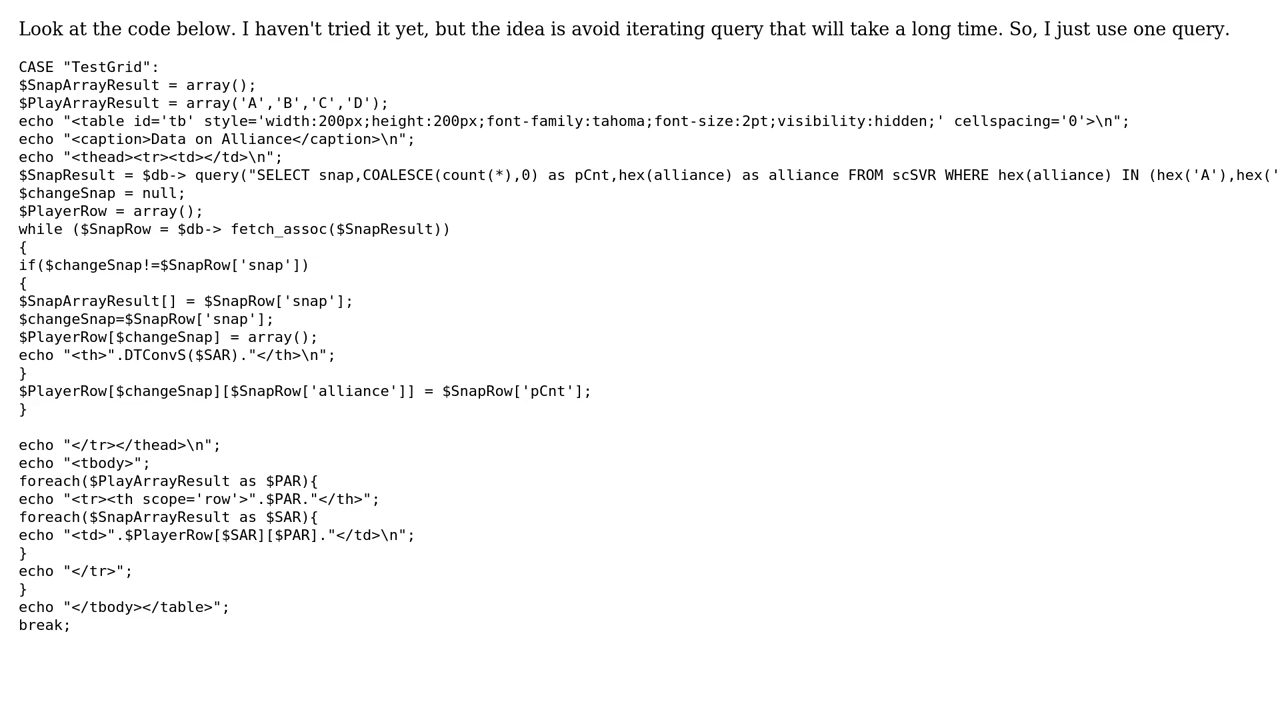 Look at the code below. I haven't tried it yet, but the idea is avoid iterating query that will take a long time. So, I just use one query.
CASE "TestGrid":
$SnapArrayResult = array();
$PlayArrayResult = array('A','B','C','D');
echo "<table id='tb' style='width:200px;height:200px;font-family:tahoma;font-size:2pt;visibility:hidden;' cellspacing='0'>\n";
echo "<caption>Data on Alliance</caption>\n";
echo "<thead><tr><td></td>\n";
$SnapResult = $db-> query("SELECT snap,COALESCE(count(*),0) as pCnt,hex(alliance) as alliance FROM scSVR WHERE hex(alliance) IN (hex('A'),hex('
$changeSnap = null;
$PlayerRow = array();
while ($SnapRow = $db-> fetch_assoc($SnapResult))
{
if($changeSnap!=$SnapRow['snap'])
{
$SnapArrayResult[] = $SnapRow['snap'];
$changeSnap=$SnapRow['snap'];
$PlayerRow[$changeSnap] = array();
echo "<th>".DTConvS($SAR)."</th>\n";
}
$PlayerRow[$changeSnap][$SnapRow['alliance']] = $SnapRow['pCnt'];
}
echo "</tr></thead>\n";
echo "<tbody>";
foreach($PlayArrayResult as $PAR){
echo "<tr><th scope='row'>".$PAR."</th>";
foreach($SnapArrayResult as $SAR){
echo "<td>".$PlayerRow[$SAR][$PAR]."</td>\n";
}
echo "</tr>";
}
echo "</tbody></table>";
break;